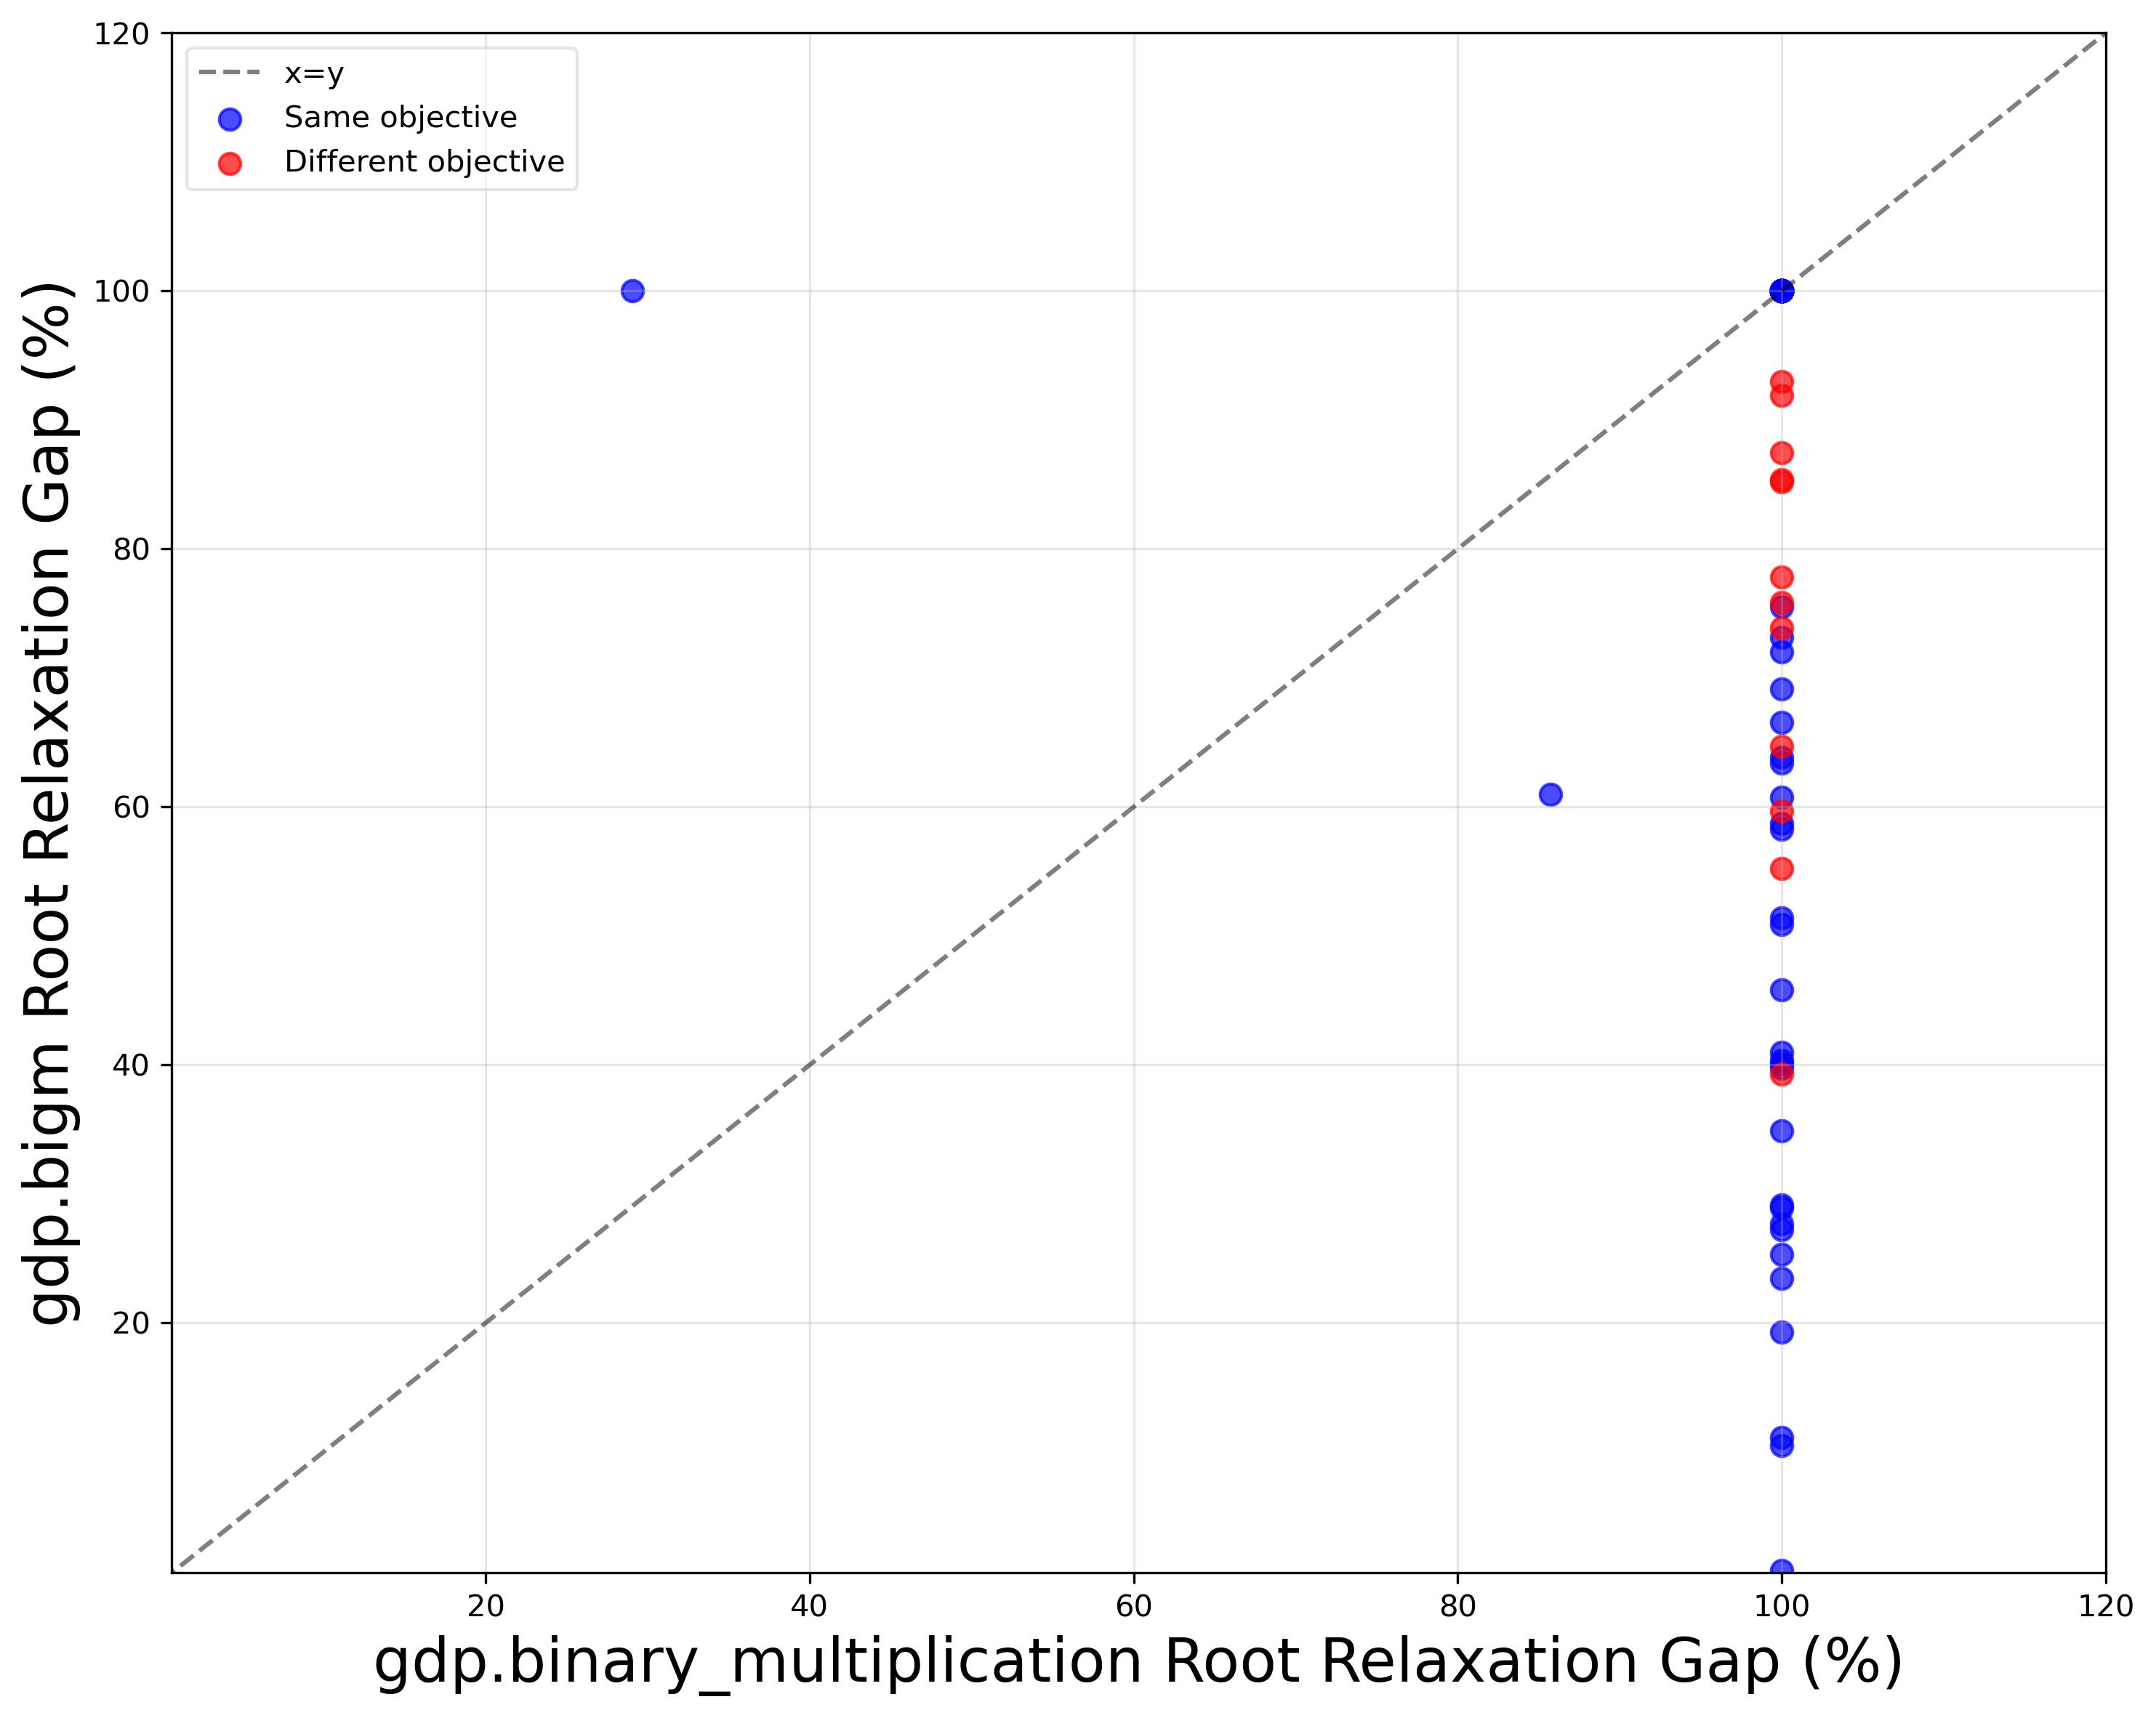 x=y
Same objective
Different objective
120
100
80
60
40
20
gdp.bigm Root Relaxation Gap (%)
20 40 60 80 100 120
gdp.binary_multiplication Root Relaxation Gap (%)